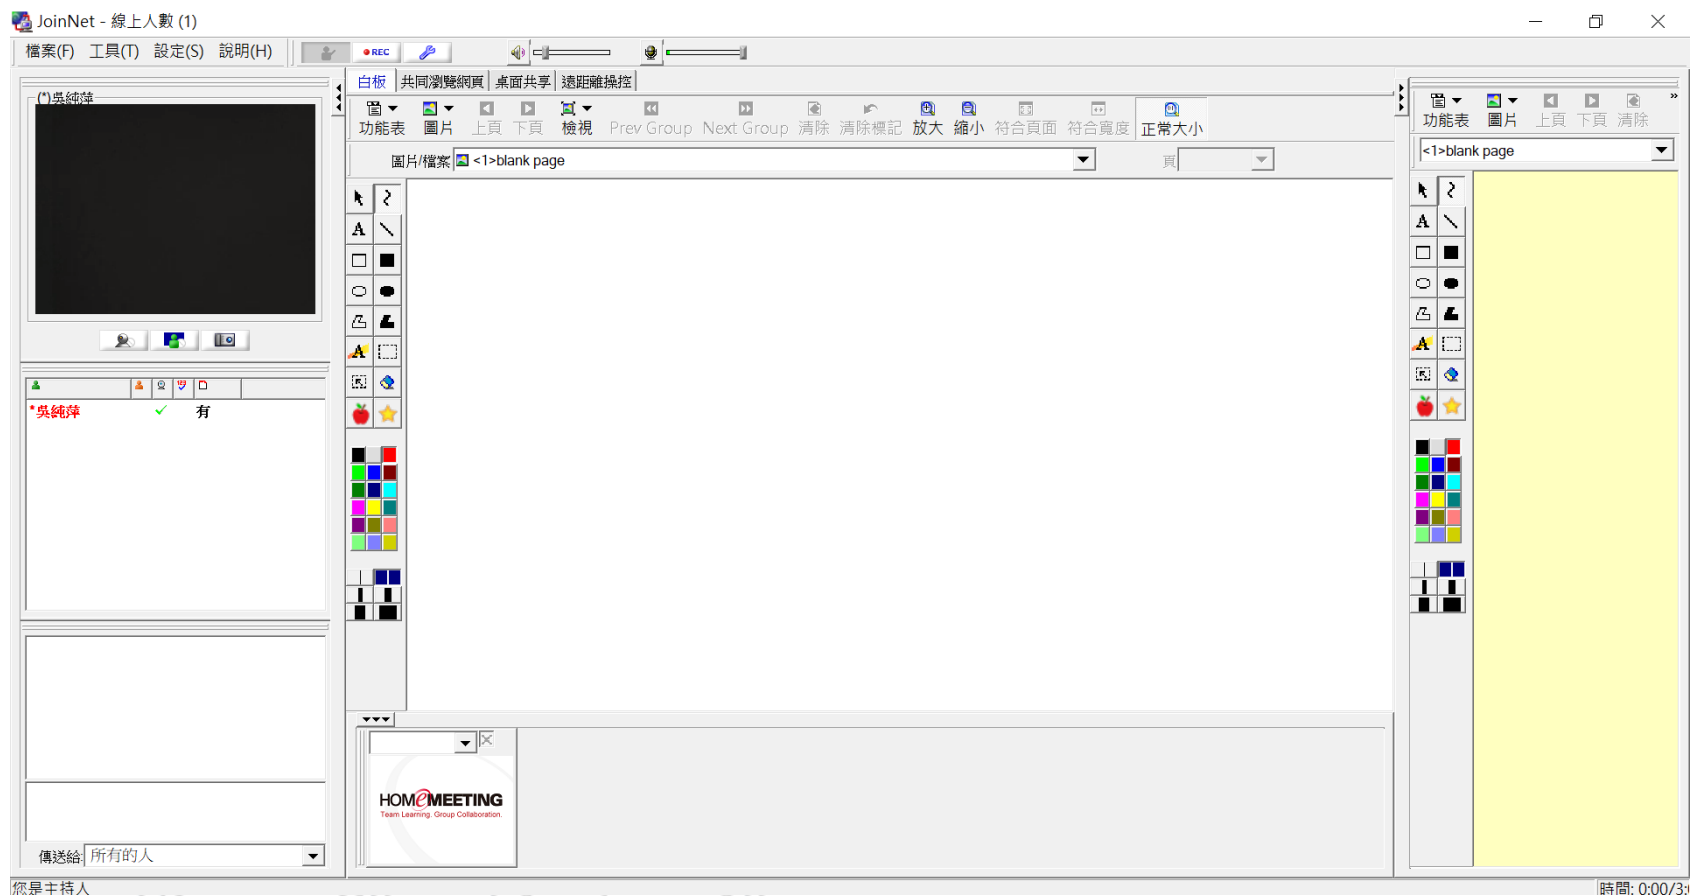 JoinNet - 線上人數 (1)
檔案(F) 工具(T) 設定(S) 說明(H) REC
白板 共同瀏覽網頁 桌面共享 遠距離操控
(*)吳純萍
功能表 圖片 上頁 下頁 檢視 Prev Group Next Group 清除 清除標記 放大 縮小 符合頁面 符合寬度 正常大小
圖片/檔案 <1>blank page 頁
功能表 圖片 上頁 下頁 清除
<1>blank page
*吳純萍 有
HOMEMEETING
Team Learning. Group Collaboration.
傳送給: 所有的人
您是主持人
時間: 0:00/3: